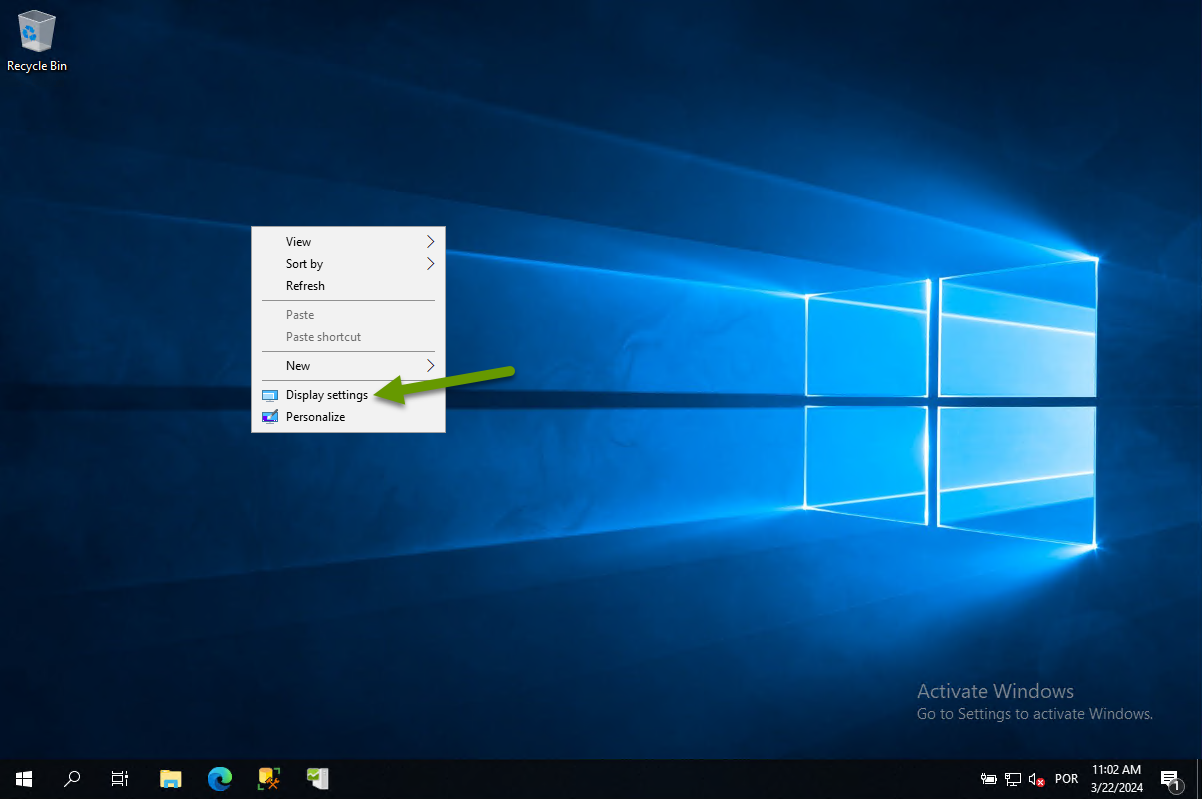 Recycle Bin
View
Sort by
Refresh
Paste
Paste shortcut
New
Display settings
Personalize
Activate Windows
Go to Settings to activate Windows.
POR
11:02 AM
3/22/2024
1